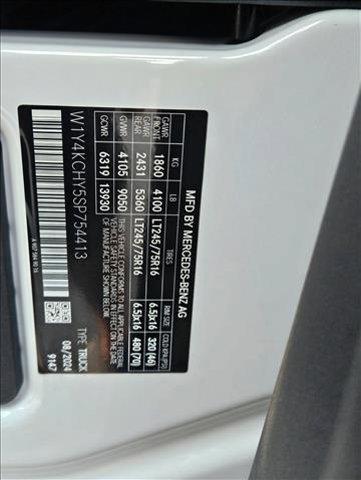 MFD BY MERCEDES-BENZ AG
KG LB TIRES RIM SIZE COLD KPA(PSI)
GAWR FRONT 1860 4100 LT245/75R16 6.5x16 320 (46)
GAWR REAR 2431 5360 LT245/75R16 6.5x16 480 (70)
GVWR 4105 9050
GCWR 6319 13930
THIS VEHICLE CONFORMS TO ALL APPLICABLE FEDERAL
MOTOR VEHICLE SAFETY STANDARDS IN EFFECT ON THE
DATE OF MANUFACTURE SHOWN BELOW.
W1Y4KCHY5SP754413
TYPE TRUCK
08/2024
9147